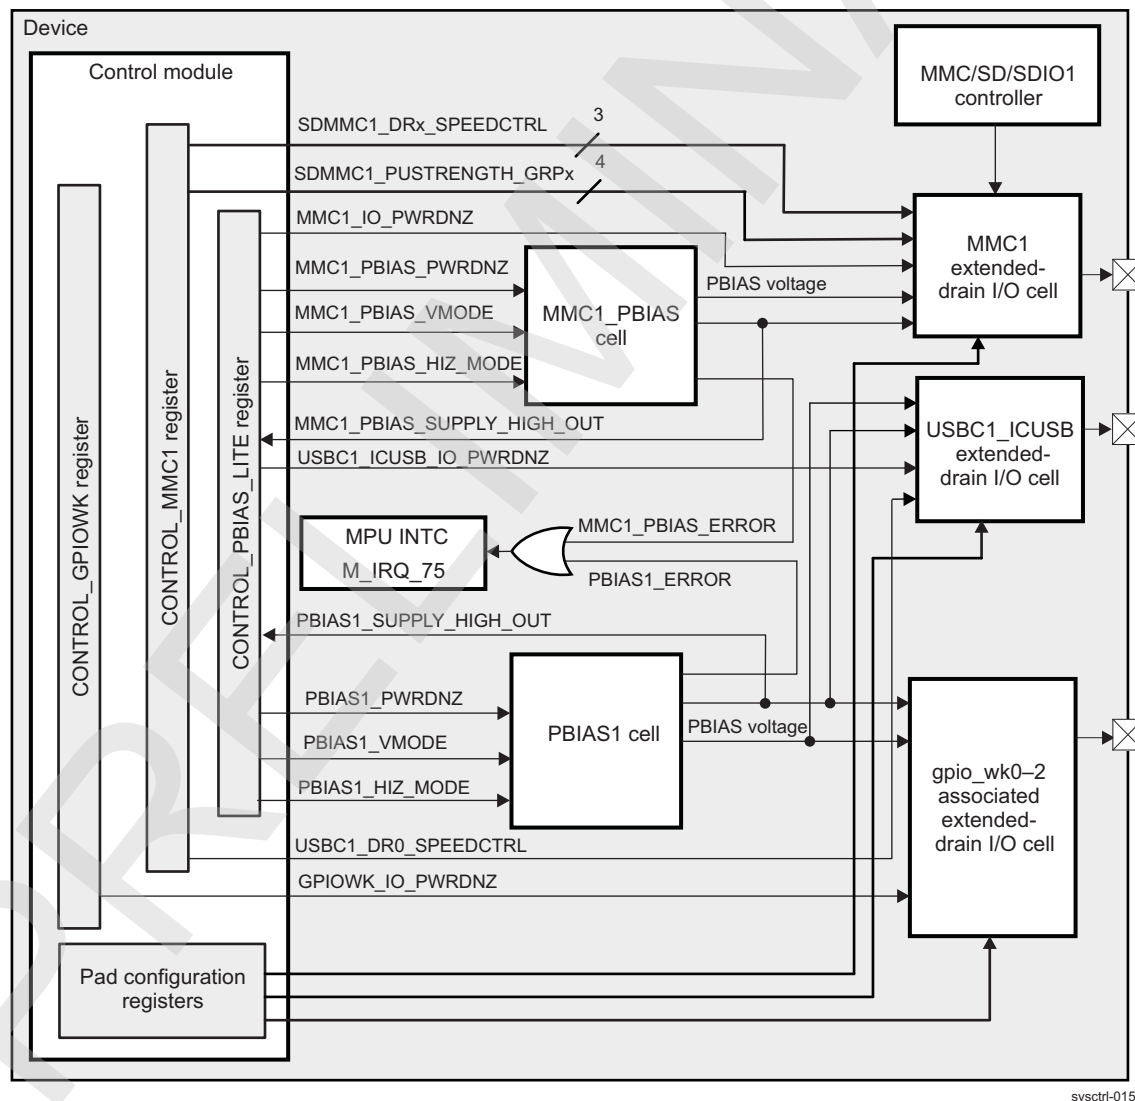 Device
Control module
MMC/SD/SDIO1
controller
SDMMC1_DRx_SPEEDCTRL
3
SDMMC1_PUSTRENGTH_GRPx
4
MMC1_IO_PWRDNZ
MMC1_PBIAS_PWRDNZ
MMC1_PBIAS_VMODE
MMC1_PBIAS_HIZ_MODE
MMC1_PBIAS
cell
PBIAS voltage
MMC1
extended-
drain I/O cell
MMC1_PBIAS_SUPPLY_HIGH_OUT
USBC1_ICUSB_IO_PWRDNZ
USBC1_ICUSB
extended-
drain I/O cell
CONTROL_GPIOWK register
CONTROL_MMC1 register
CONTROL_PBIAS_LITE register
MPU INTC
M_IRQ_75
MMC1_PBIAS_ERROR
PBIAS1_ERROR
PBIAS1_SUPPLY_HIGH_OUT
PBIAS1_PWRDNZ
PBIAS1_VMODE
PBIAS1_HIZ_MODE
PBIAS1 cell
PBIAS voltage
gpio_wk0–2
associated
extended-
drain I/O cell
USBC1_DR0_SPEEDCTRL
GPIOWK_IO_PWRDNZ
Pad configuration
registers
sysctrl-015
PRELIMINA